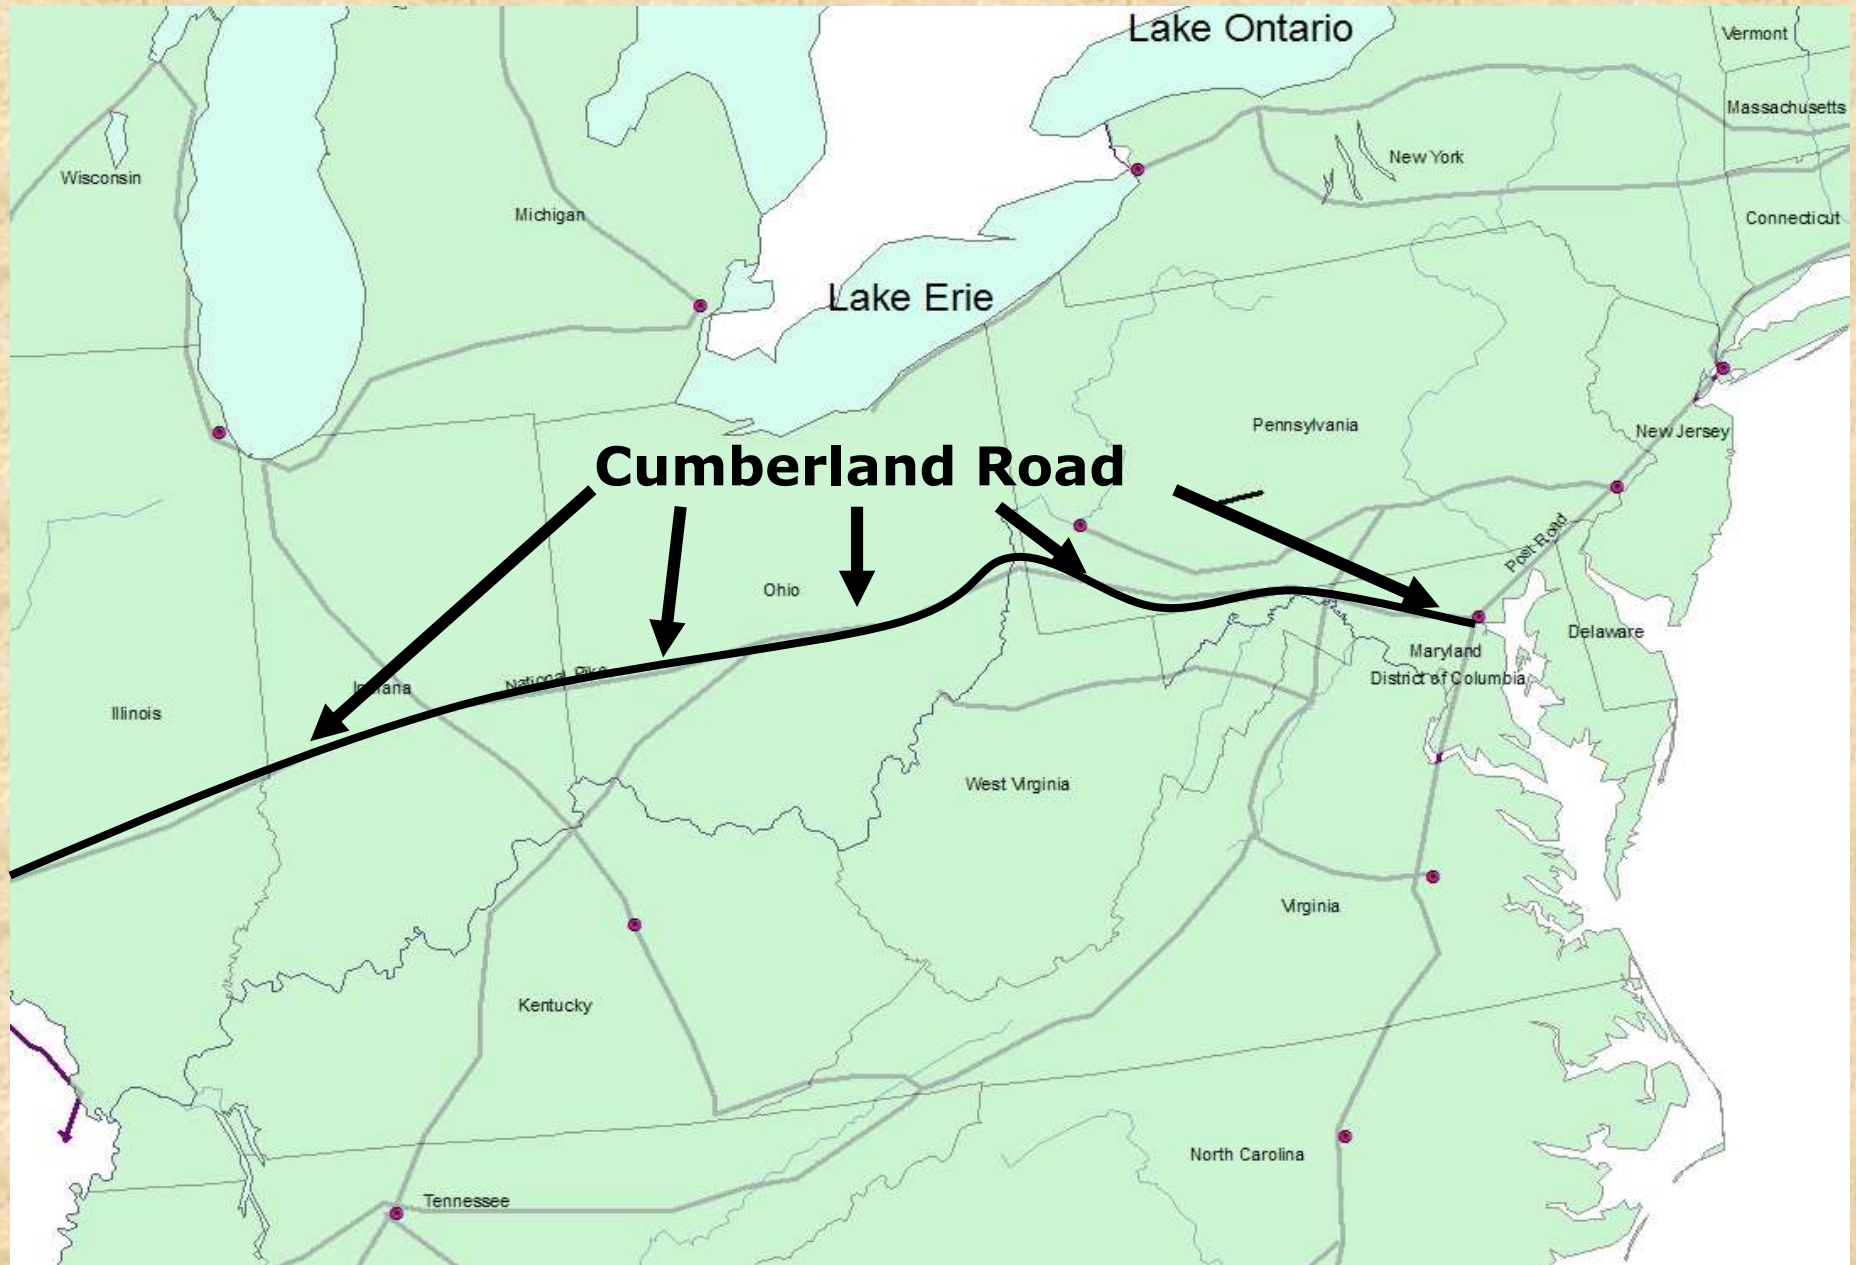 Lake Ontario
Vermont
Massachusetts
New York
Wisconsin
Michigan
Connecticut
Lake Erie
Pennsylvania
New Jersey
Cumberland Road
Post Road
Ohio
Delaware
Maryland
District of Columbia
National Pike
Indiana
Illinois
West Virginia
Virginia
Kentucky
North Carolina
Tennessee